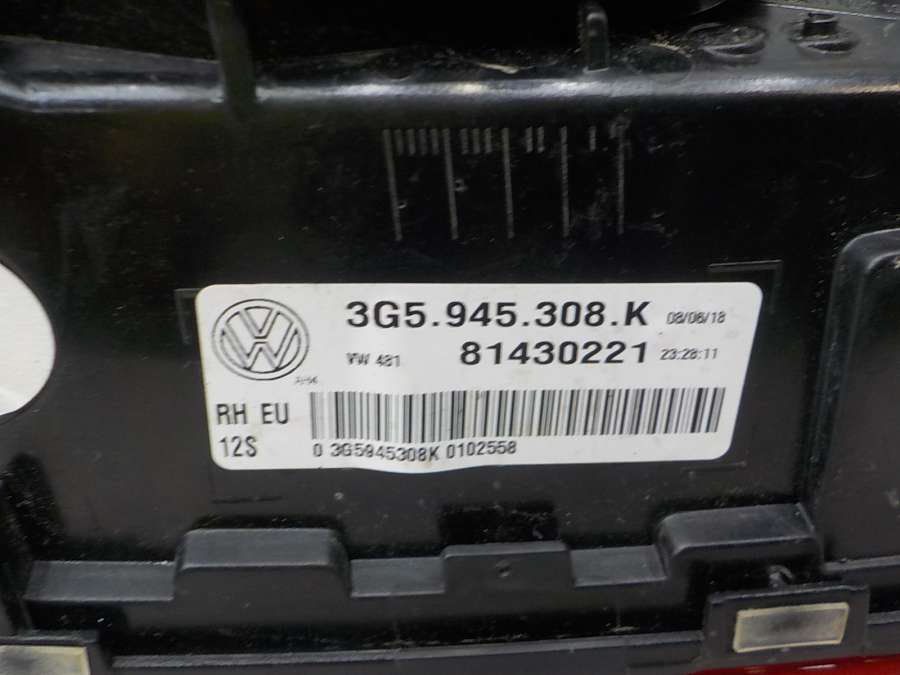 3G5.945.308.K 08/06/18
VW 481 81430221 23:28:11
RH EU
12S
0 3G5945308K 0102558